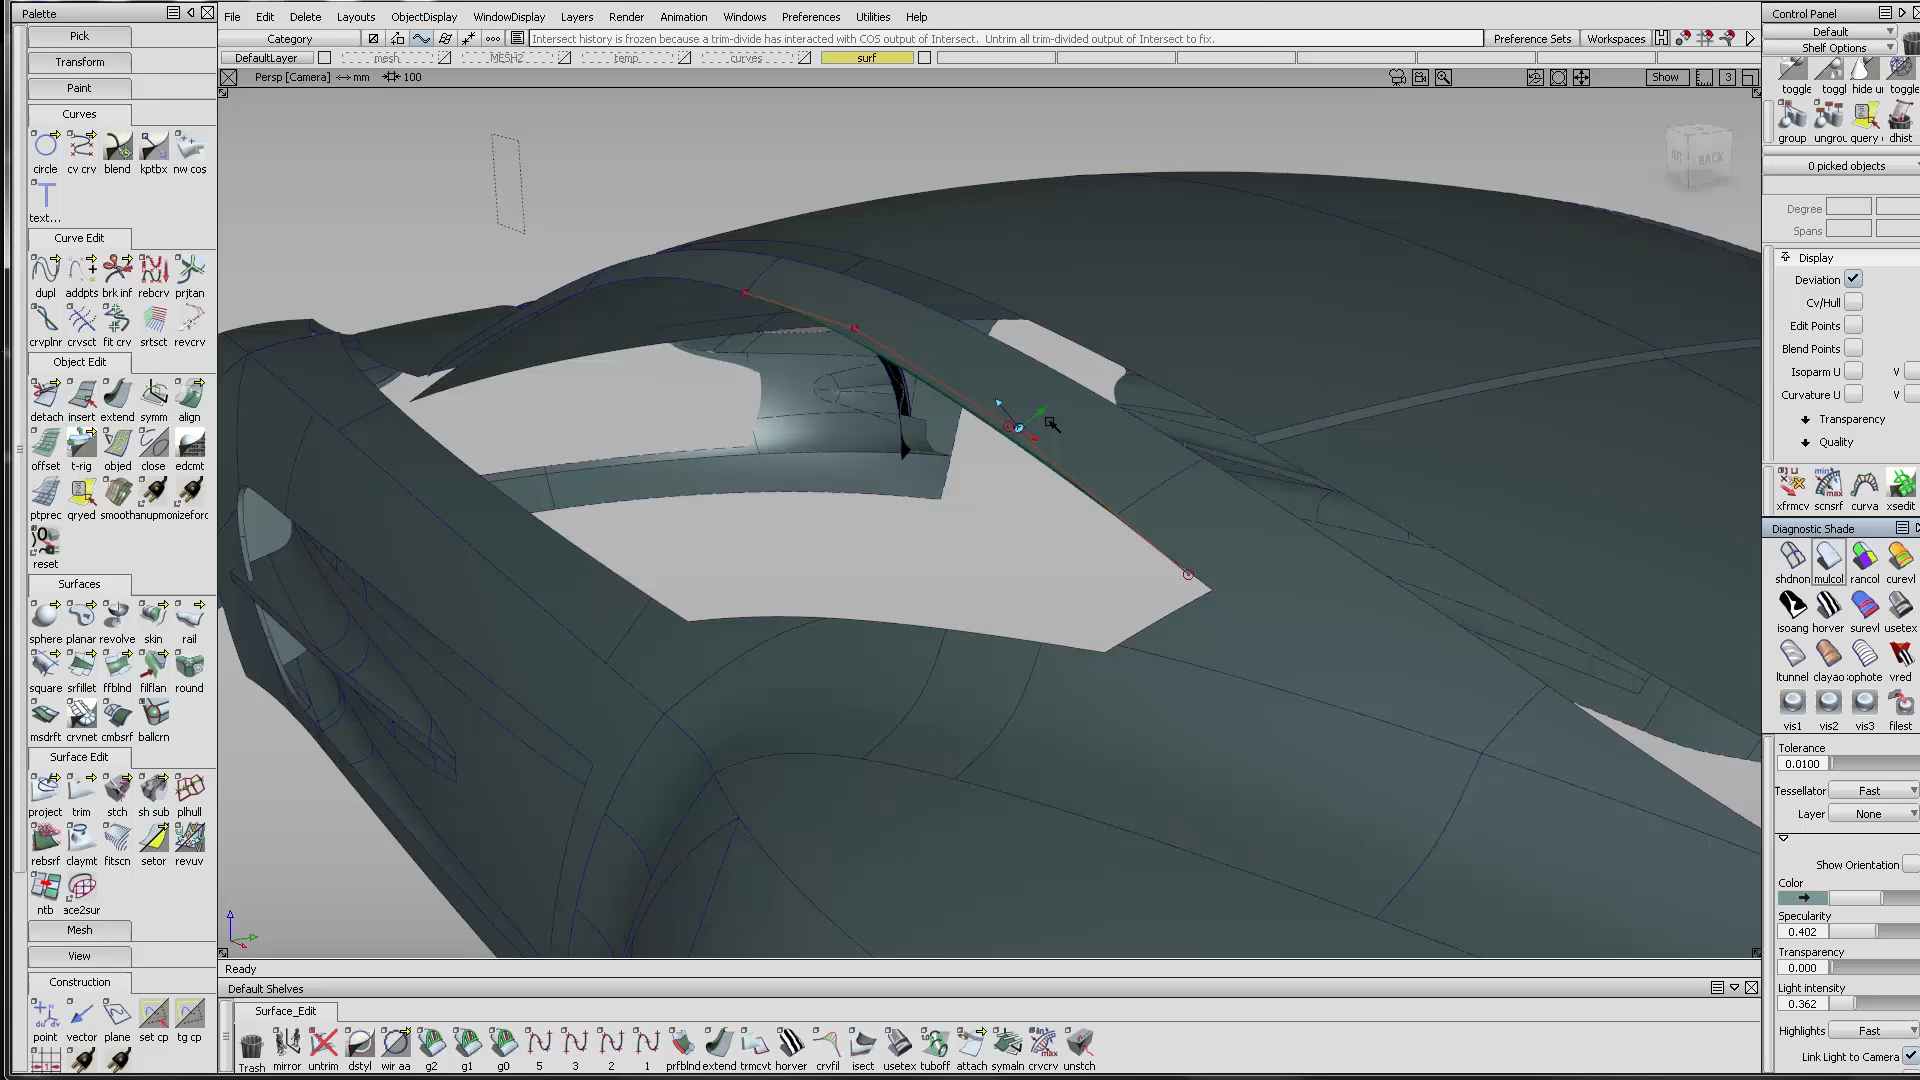 Palette
File Edit Delete Layouts ObjectDisplay WindowDisplay Layers Render Animation Windows Preferences Utilities Help
Category
Intersect history is frozen because a trim-divide has interacted with COS output of Intersect. Untrim all trim-divided output of Intersect to fix.
Preference Sets Workspaces
DefaultLayer mesh MESH2 temp curves surf
Persp [Camera] mm 100
Show 3
BACK
Pick
Transform
Paint
Curves
circle cv crv blend kptbx nw cos
text...
Curve Edit
dupl addpts brk inf rebcrv prjtan
crvplnr crvsct fit crv srtsct revcrv
Object Edit
detach insert extend symm align
offset t-rig objed close edcmt
ptprec qryed
reset
Surfaces
sphere planar revolve skin rail
square srfillet ffblnd filflan round
msdrft crvnet cmbsrf ballcrn
Surface Edit
project trim stch sh sub plhull
rebsrf claymt fitscn setor revuv
ntb ace2sur
Mesh
View
Construction
point vector plane set cp tg cp
Ready
Default Shelves
Surface_Edit
Trash mirror untrim dstyl wir aa g2 g1 g0 5 3 2 1 prfblnd extend trmcvt horver crvfil isect usetex tuboff attach symaln crvcrv unstch
Control Panel
Default
Shelf Options
toggle toggl hide ur toggle
group ungrou query dhist
0 picked objects
Degree
Spans
Display
Deviation
Cv/Hull
Edit Points
Blend Points
Isoparm U V
Curvature U V
Transparency
Quality
xfrmcv scnsrf curva xsedit
Diagnostic Shade
shdnon mulcol rancol curevl
isoang horver surevl usetex
ltunnel clayao vred
vis1 vis2 vis3 filest
Tolerance
0.0100
Tessellator Fast
Layer None
Show Orientation
Color
Specularity
0.402
Transparency
0.000
Light intensity
0.362
Highlights Fast
Link Light to Camera